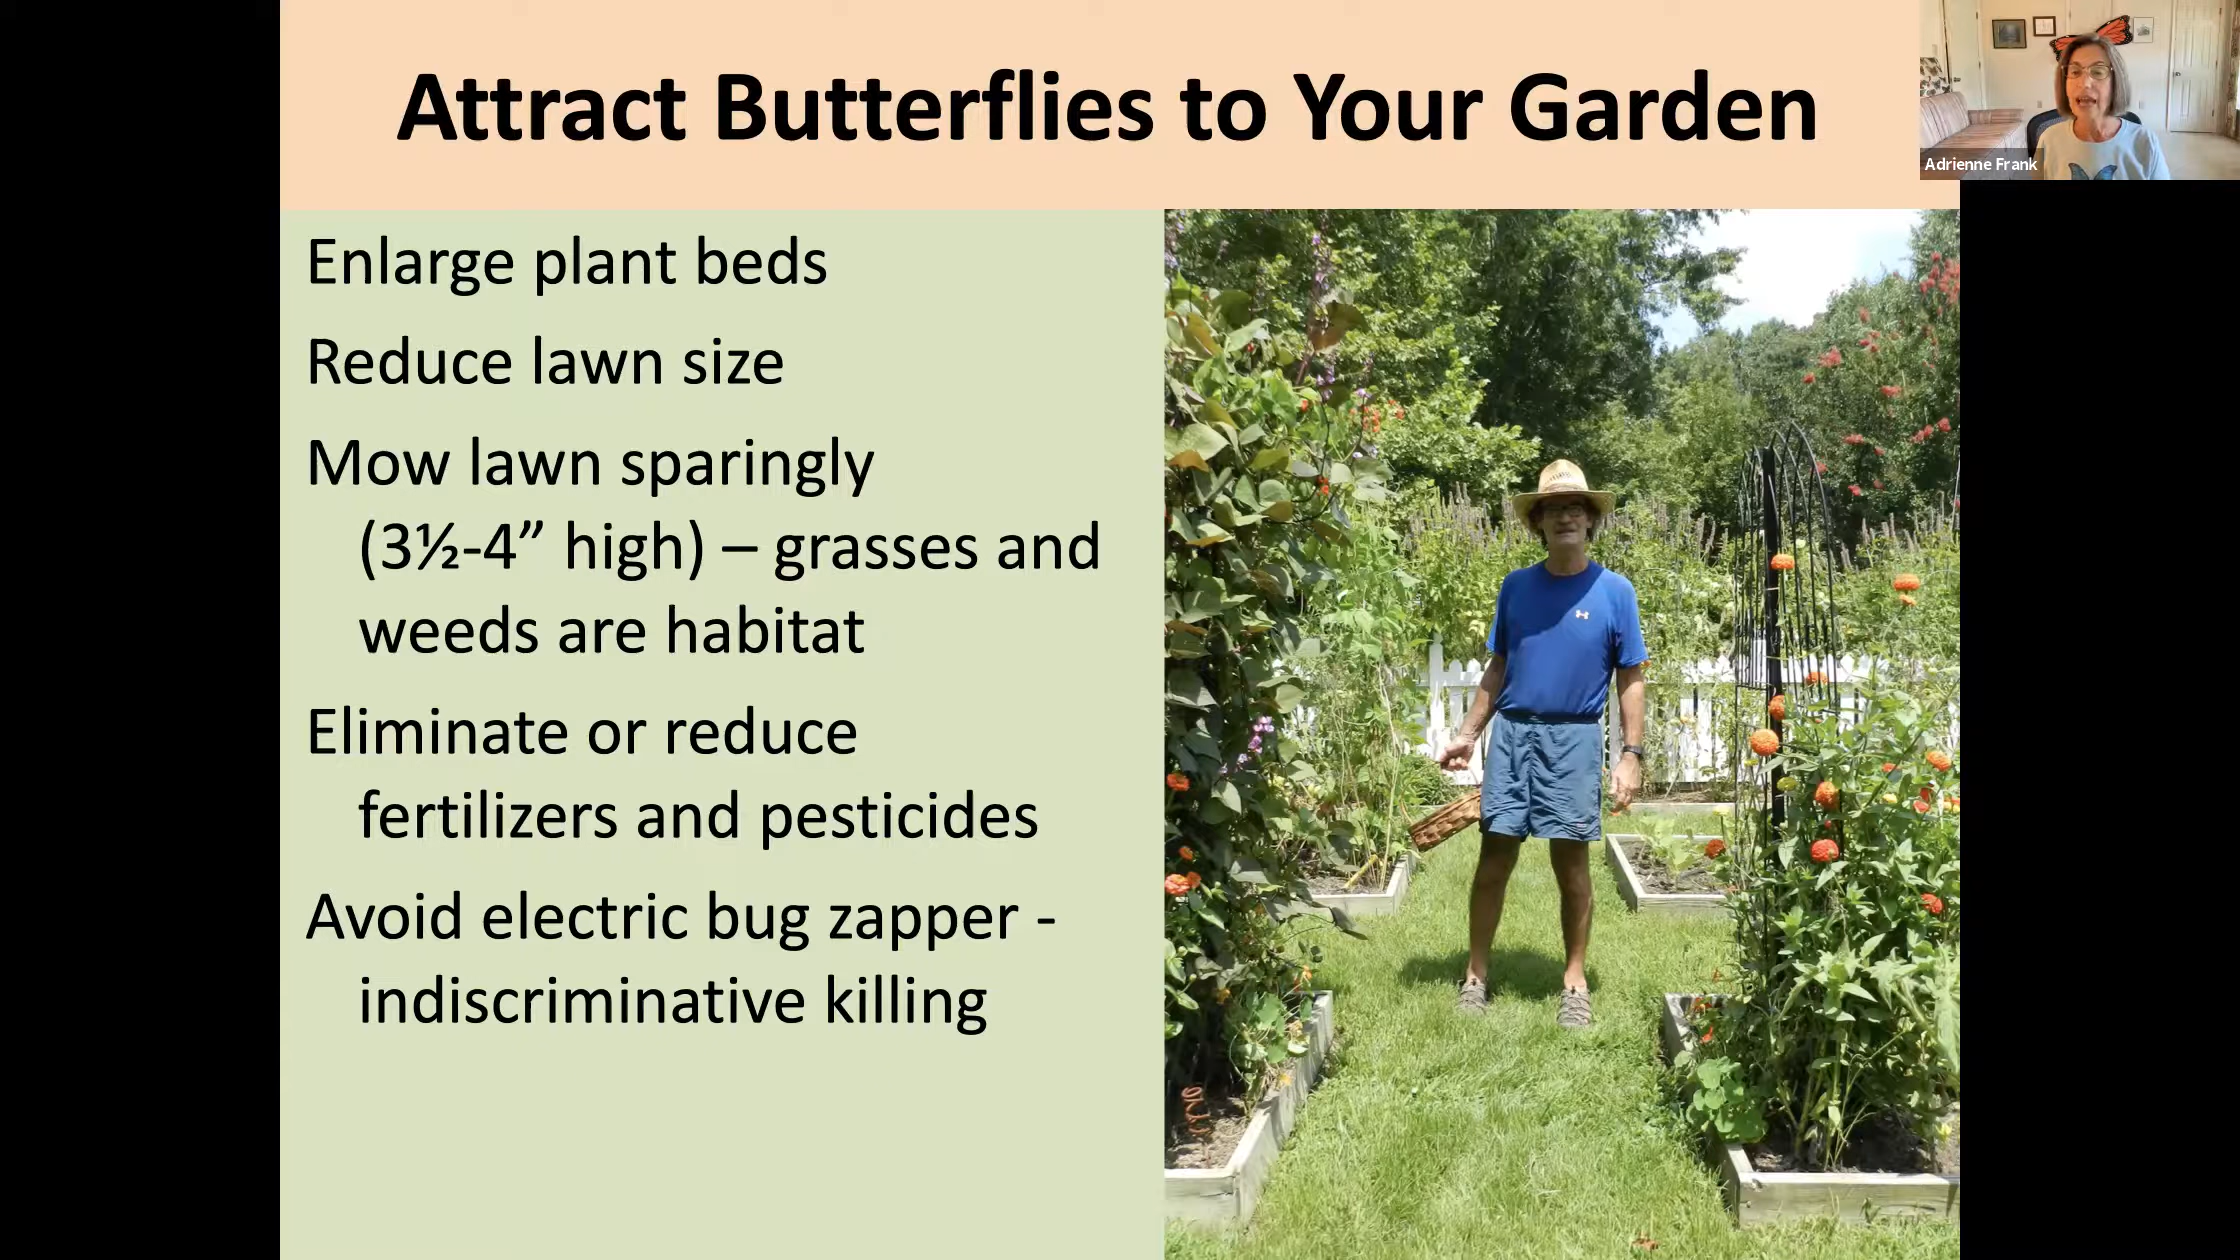 Attract Butterflies to Your Garden
Adrienne Frank
Enlarge plant beds
Reduce lawn size
Mow lawn sparingly
(3½-4” high) – grasses and
weeds are habitat
Eliminate or reduce
fertilizers and pesticides
Avoid electric bug zapper -
indiscriminative killing